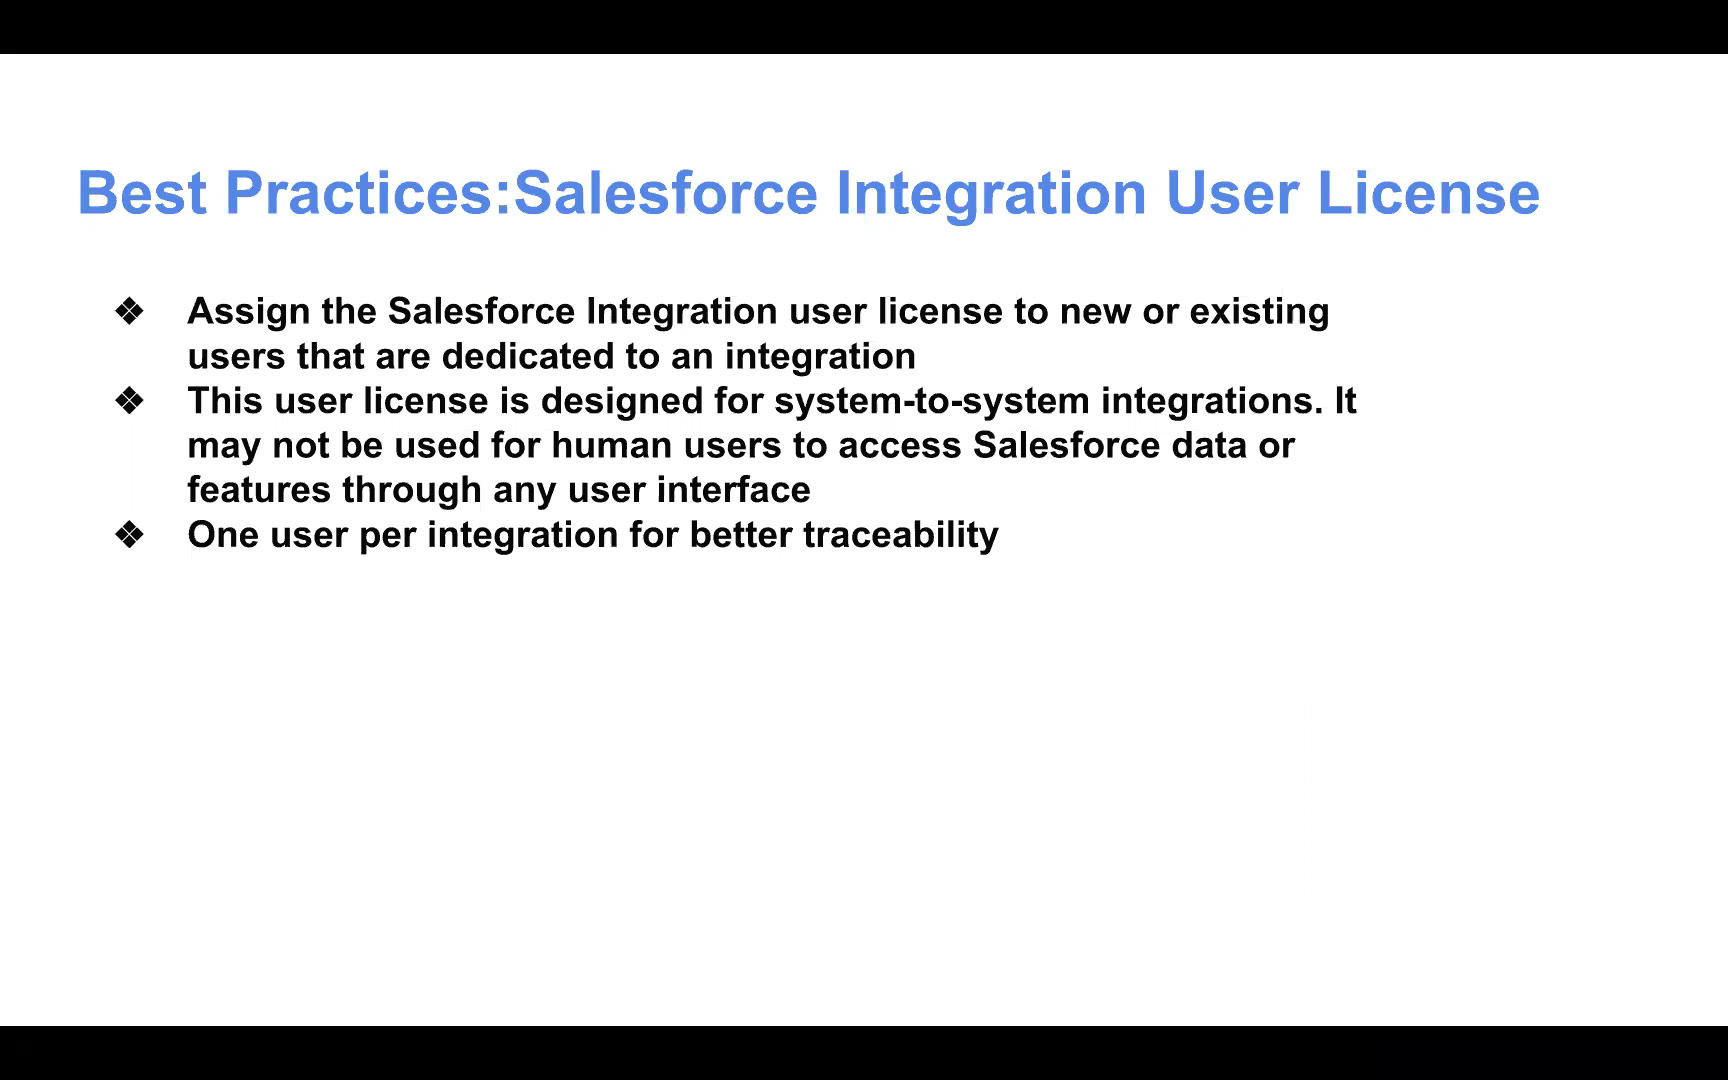 Best Practices:Salesforce Integration User License
❖ Assign the Salesforce Integration user license to new or existing
users that are dedicated to an integration
❖ This user license is designed for system-to-system integrations. It
may not be used for human users to access Salesforce data or
features through any user interface
❖ One user per integration for better traceability